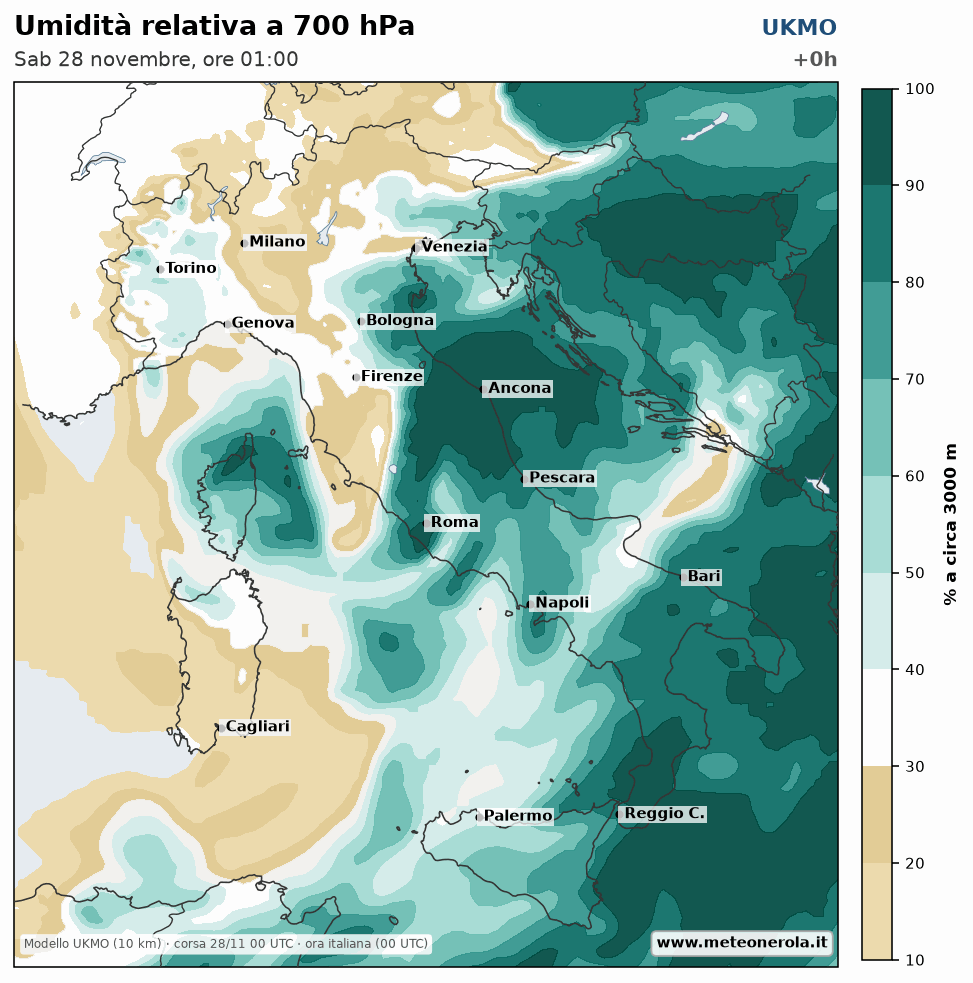 Umidità relativa a 700 hPa
UKMO
Sab 28 novembre, ore 01:00
+0h
100
90
80
70
60
50
40
30
20
10
% a circa 3000 m
Milano
Venezia
Torino
Genova
Bologna
Firenze
Ancona
Pescara
Roma
Bari
Napoli
Cagliari
Palermo
Reggio C.
Modello UKMO (10 km) · corsa 28/11 00 UTC · ora italiana (00 UTC)
www.meteonerola.it